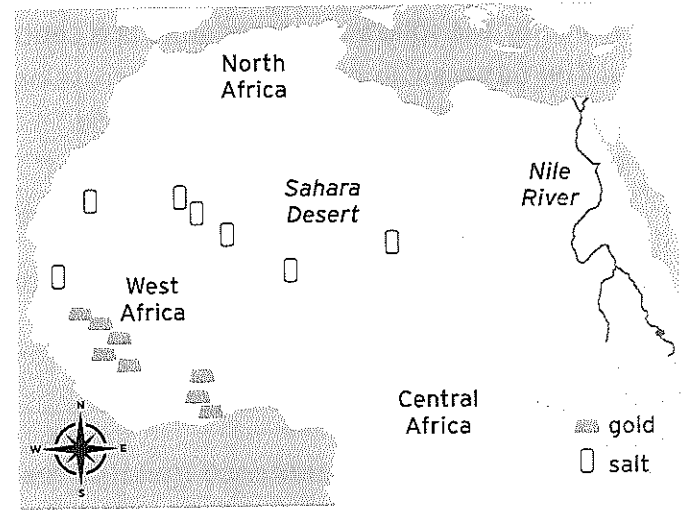 North
Africa
Sahara
Desert
Nile
River
West
Africa
Central
Africa
N
W E
S
gold
salt